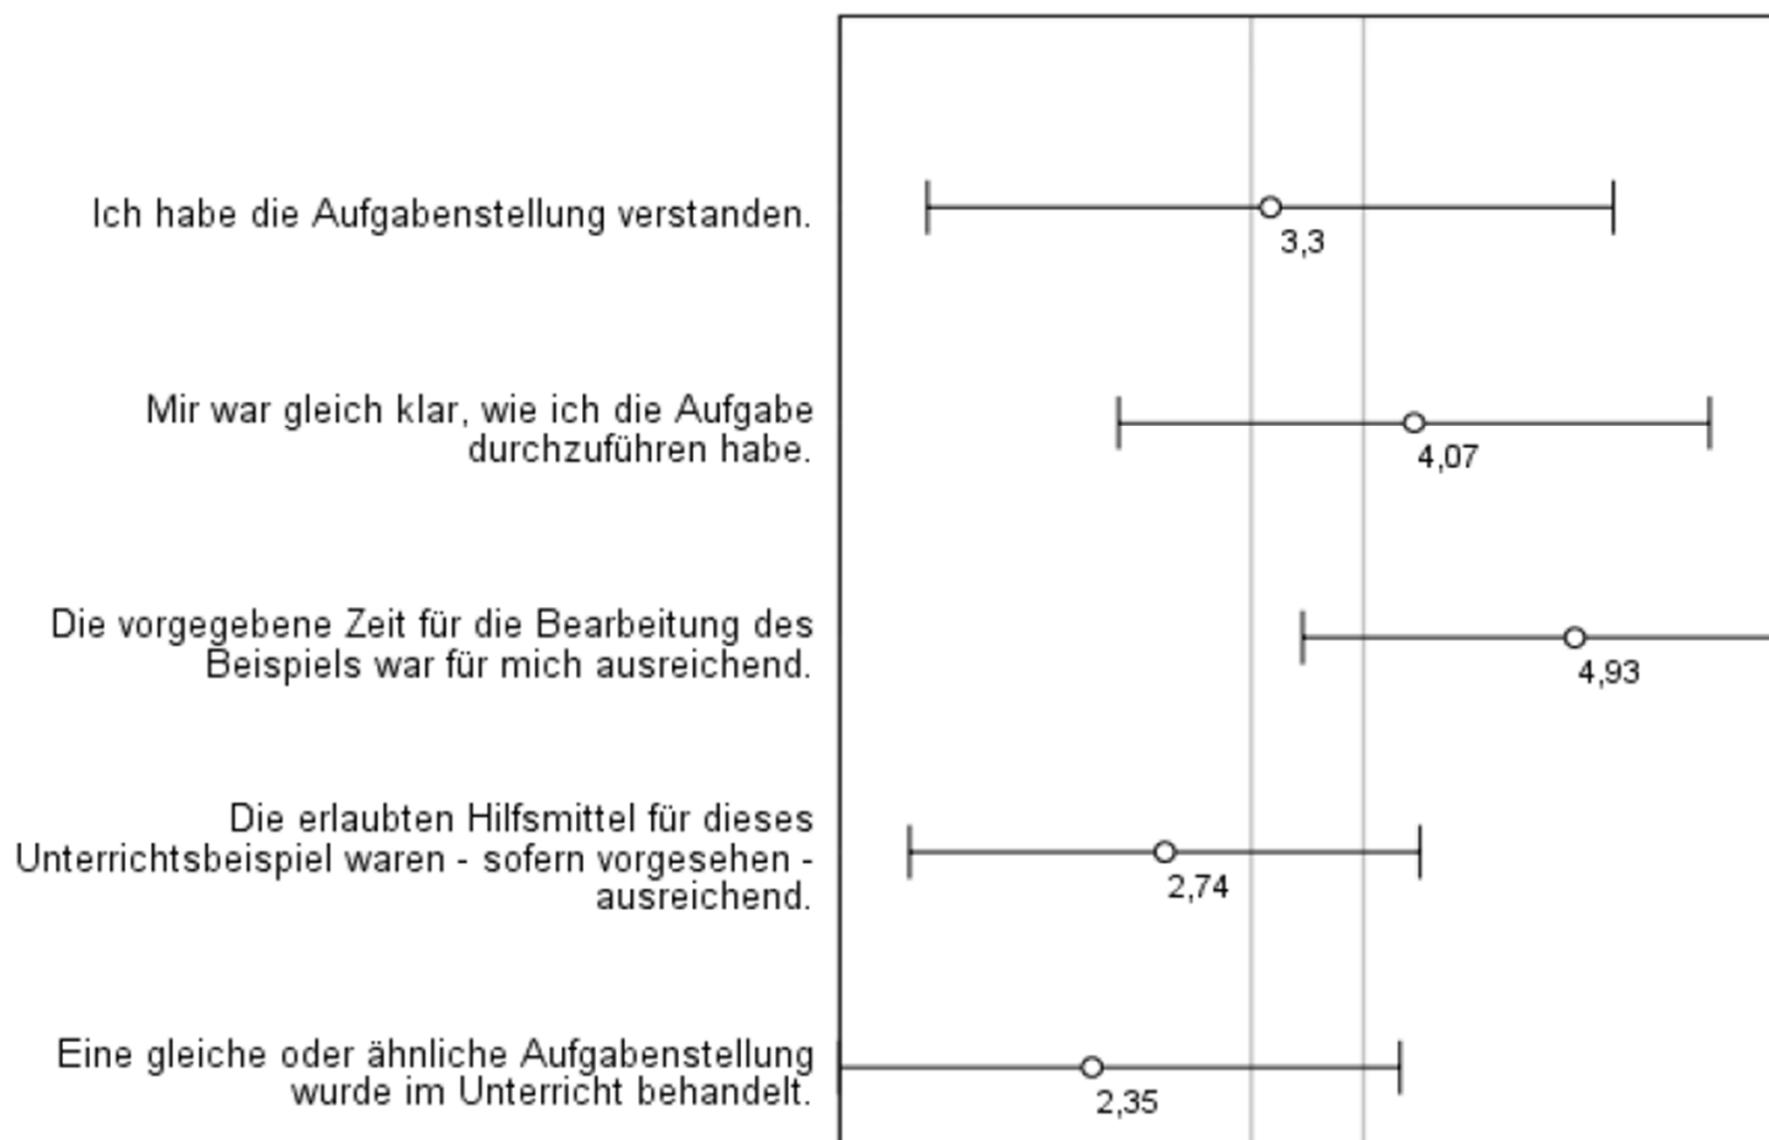 Ich habe die Aufgabenstellung verstanden.
3,3
Mir war gleich klar, wie ich die Aufgabe
durchzuführen habe.
4,07
Die vorgegebene Zeit für die Bearbeitung des
Beispiels war für mich ausreichend.
4,93
Die erlaubten Hilfsmittel für dieses
Unterrichtsbeispiel waren - sofern vorgesehen -
ausreichend.
2,74
Eine gleiche oder ähnliche Aufgabenstellung
wurde im Unterricht behandelt.
2,35